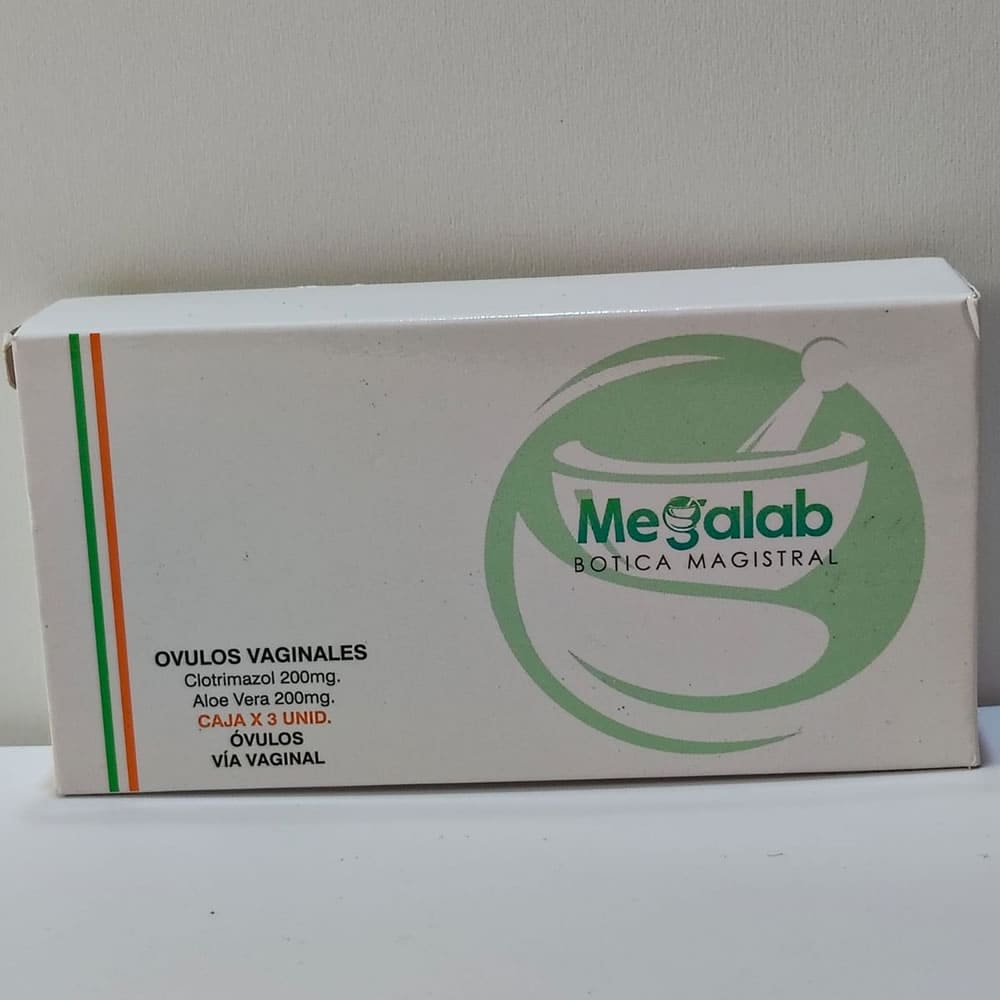 Megalab
BOTICA MAGISTRAL
OVULOS VAGINALES
Clotrimazol 200mg.
Aloe Vera 200mg.
CAJA X 3 UNID.
ÓVULOS
VÍA VAGINAL